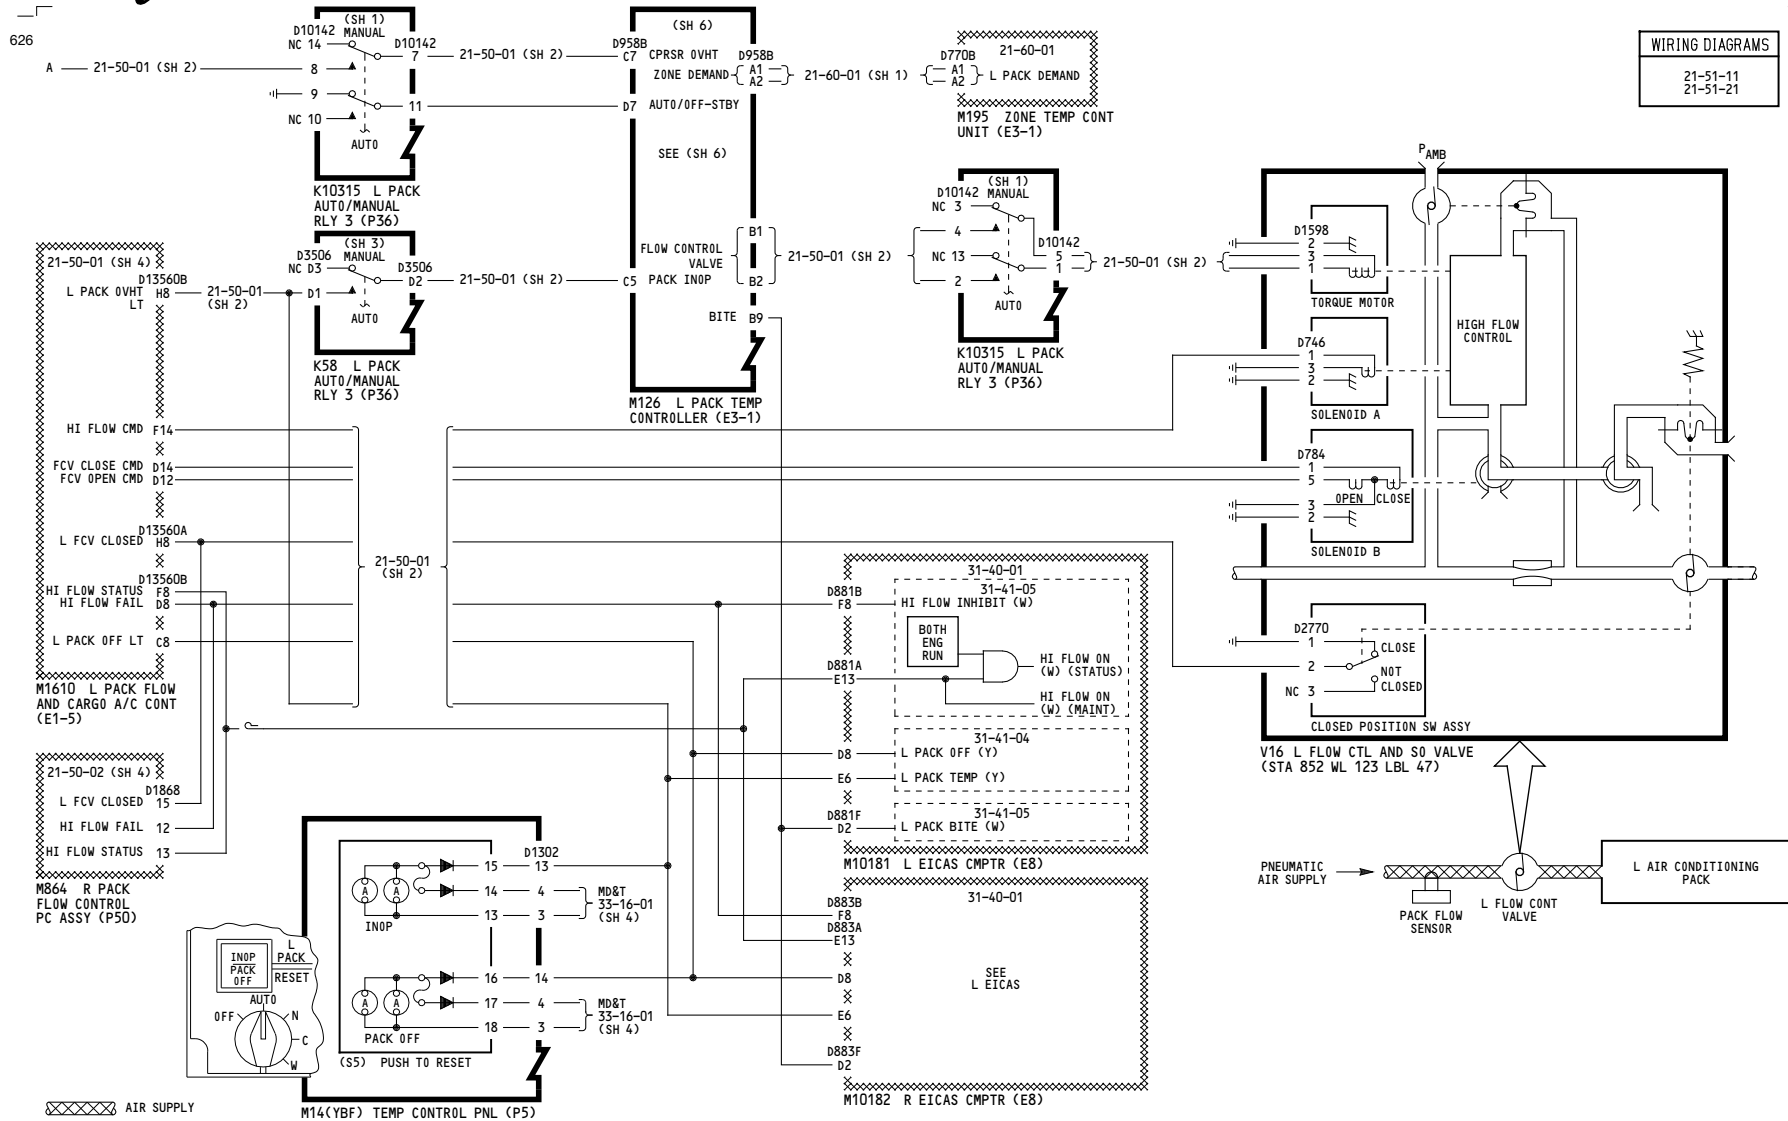 626
A
21-50-01 (SH 2)
(SH 1)
MANUAL
D10142
NC 14
8
9
NC 10
D10142
7
11
AUTO
K10315 L PACK
AUTO/MANUAL
RLY 3 (P36)
21-50-01 (SH 2)
(SH 6)
D958B
C7 CPRSR OVHT
ZONE DEMAND
D958B
A1
A2
D7 AUTO/OFF-STBY
SEE (SH 6)
FLOW CONTROL
VALVE
B1
B2
C5 PACK INOP
BITE B9
M126 L PACK TEMP
CONTROLLER (E3-1)
21-60-01 (SH 1)
21-60-01
D770B
A1
A2
L PACK DEMAND
M195 ZONE TEMP CONT
UNIT (E3-1)
WIRING DIAGRAMS
21-51-11
21-51-21
21-50-01 (SH 2)
(SH 1)
D10142 MANUAL
NC 3
4
NC 13
2
D10142
5
1
AUTO
K10315 L PACK
AUTO/MANUAL
RLY 3 (P36)
21-50-01 (SH 2)
(SH 3)
MANUAL
D3506
NC D3
D1
D3506
D2
AUTO
K58 L PACK
AUTO/MANUAL
RLY 3 (P36)
21-50-01 (SH 2)
21-50-01 (SH 4)
D13560B
L PACK OVHT
LT
H8
21-50-01
(SH 2)
HI FLOW CMD F14
FCV CLOSE CMD D14
FCV OPEN CMD D12
D13560A
L FCV CLOSED H8
D13560B
HI FLOW STATUS F8
HI FLOW FAIL D8
L PACK OFF LT C8
M1610 L PACK FLOW
AND CARGO A/C CONT
(E1-5)
21-50-01
(SH 2)
21-50-02 (SH 4)
D1868
L FCV CLOSED 15
HI FLOW FAIL 12
HI FLOW STATUS 13
M864 R PACK
FLOW CONTROL
PC ASSY (P50)
PAMB
D1598
2
3
1
TORQUE MOTOR
D746
1
3
2
SOLENOID A
D784
1
5
OPEN CLOSE
3
2
SOLENOID B
HIGH FLOW
CONTROL
D2770
1
2
NC 3
CLOSE
NOT
CLOSED
CLOSED POSITION SW ASSY
V16 L FLOW CTL AND SO VALVE
(STA 852 WL 123 LBL 47)
31-40-01
31-41-05
D881B
F8
HI FLOW INHIBIT (W)
BOTH
ENG
RUN
HI FLOW ON
(W) (STATUS)
D881A
E13
HI FLOW ON
(W) (MAINT)
31-41-04
D8 L PACK OFF (Y)
E6 L PACK TEMP (Y)
31-41-05
D881F
D2 L PACK BITE (W)
M10181 L EICAS CMPTR (E8)
31-40-01
D883B
F8
D883A
E13
D8
E6
D883F
D2
SEE
L EICAS
M10182 R EICAS CMPTR (E8)
D1302
A A 15 13
14 4
13 3
INOP
MD&T
33-16-01
(SH 4)
A A 16 14
17 4
18 3
PACK OFF
MD&T
33-16-01
(SH 4)
(S5) PUSH TO RESET
M14(YBF) TEMP CONTROL PNL (P5)
INOP
PACK
OFF
L
PACK
RESET
AUTO
OFF
N
C
W
AIR SUPPLY
PNEUMATIC
AIR SUPPLY
PACK FLOW
SENSOR
L FLOW CONT
VALVE
L AIR CONDITIONING
PACK